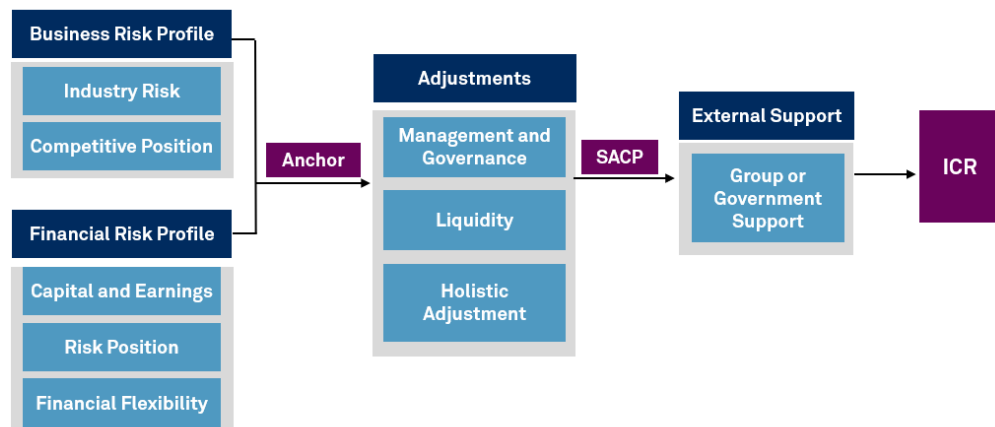 Business Risk Profile
Industry Risk
Competitive Position
Financial Risk Profile
Capital and Earnings
Risk Position
Financial Flexibility
Anchor
Adjustments
Management and
Governance
Liquidity
Holistic
Adjustment
SACP
External Support
Group or
Government
Support
ICR